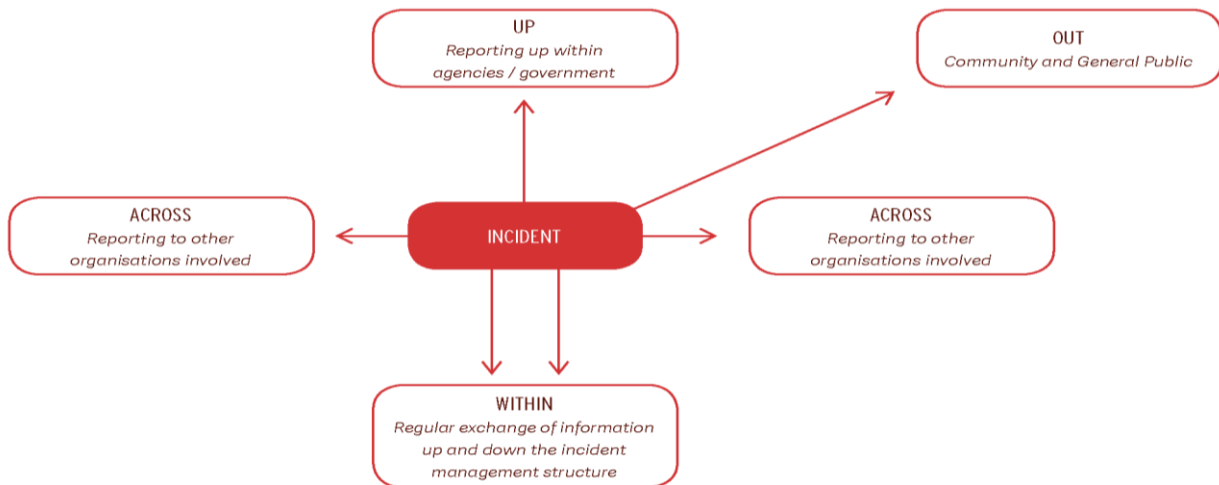 UP
Reporting up within
agencies / government
OUT
Community and General Public
ACROSS
Reporting to other
organisations involved
INCIDENT
ACROSS
Reporting to other
organisations involved
WITHIN
Regular exchange of information
up and down the incident
management structure